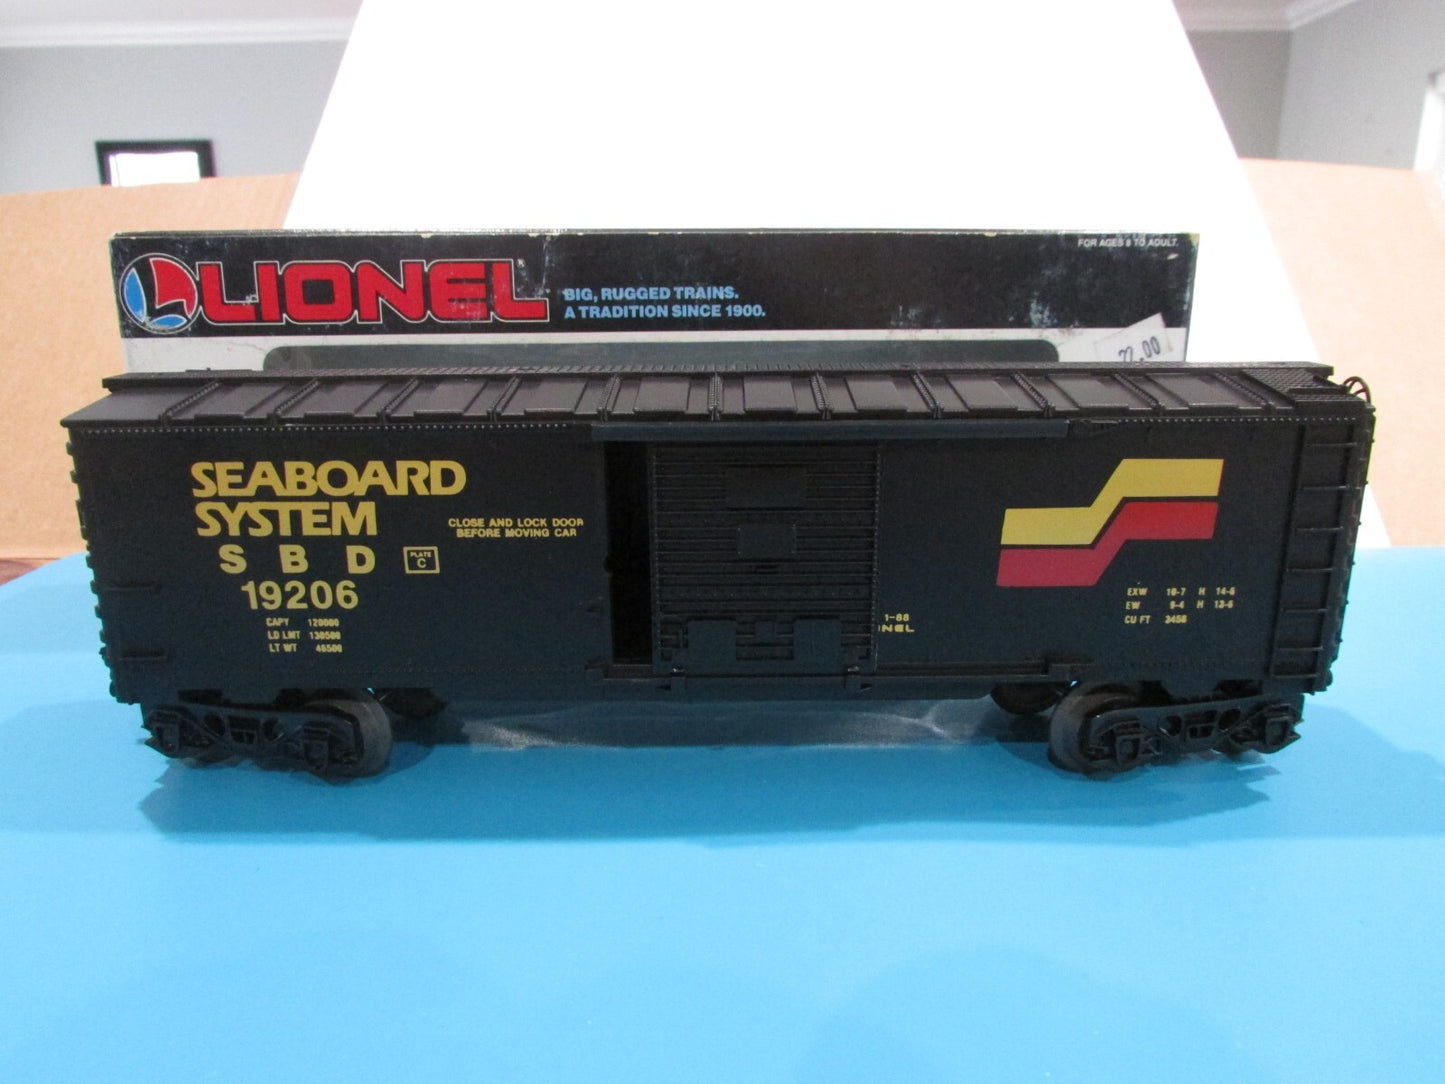 LIONEL
BIG, RUGGED TRAINS.
A TRADITION SINCE 1900.
FOR AGES 8 TO ADULT.
22.00
SEABOARD
SYSTEM
S B D
19206
CAPY 120000
LD LMT 130500
LT WT 46500
PLATE
C
CLOSE AND LOCK DOOR
BEFORE MOVING CAR
1-88
NEL
EXW 10-7 H 14-6
EW 9-4 H 13-6
CU FT 3456